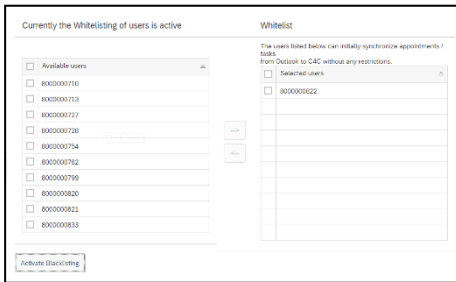 Currently the Whitelisting of users is active
Whitelist
The users listed below can initially synchronize appointments /
tasks
from Outlook to C4C without any restrictions.
Available users
8000000710
8000000713
8000000727
8000000728
8000000754
8000000782
8000000799
8000000820
8000000821
8000000833
-->
<--
Selected users
8000000822
Activate Blacklisting